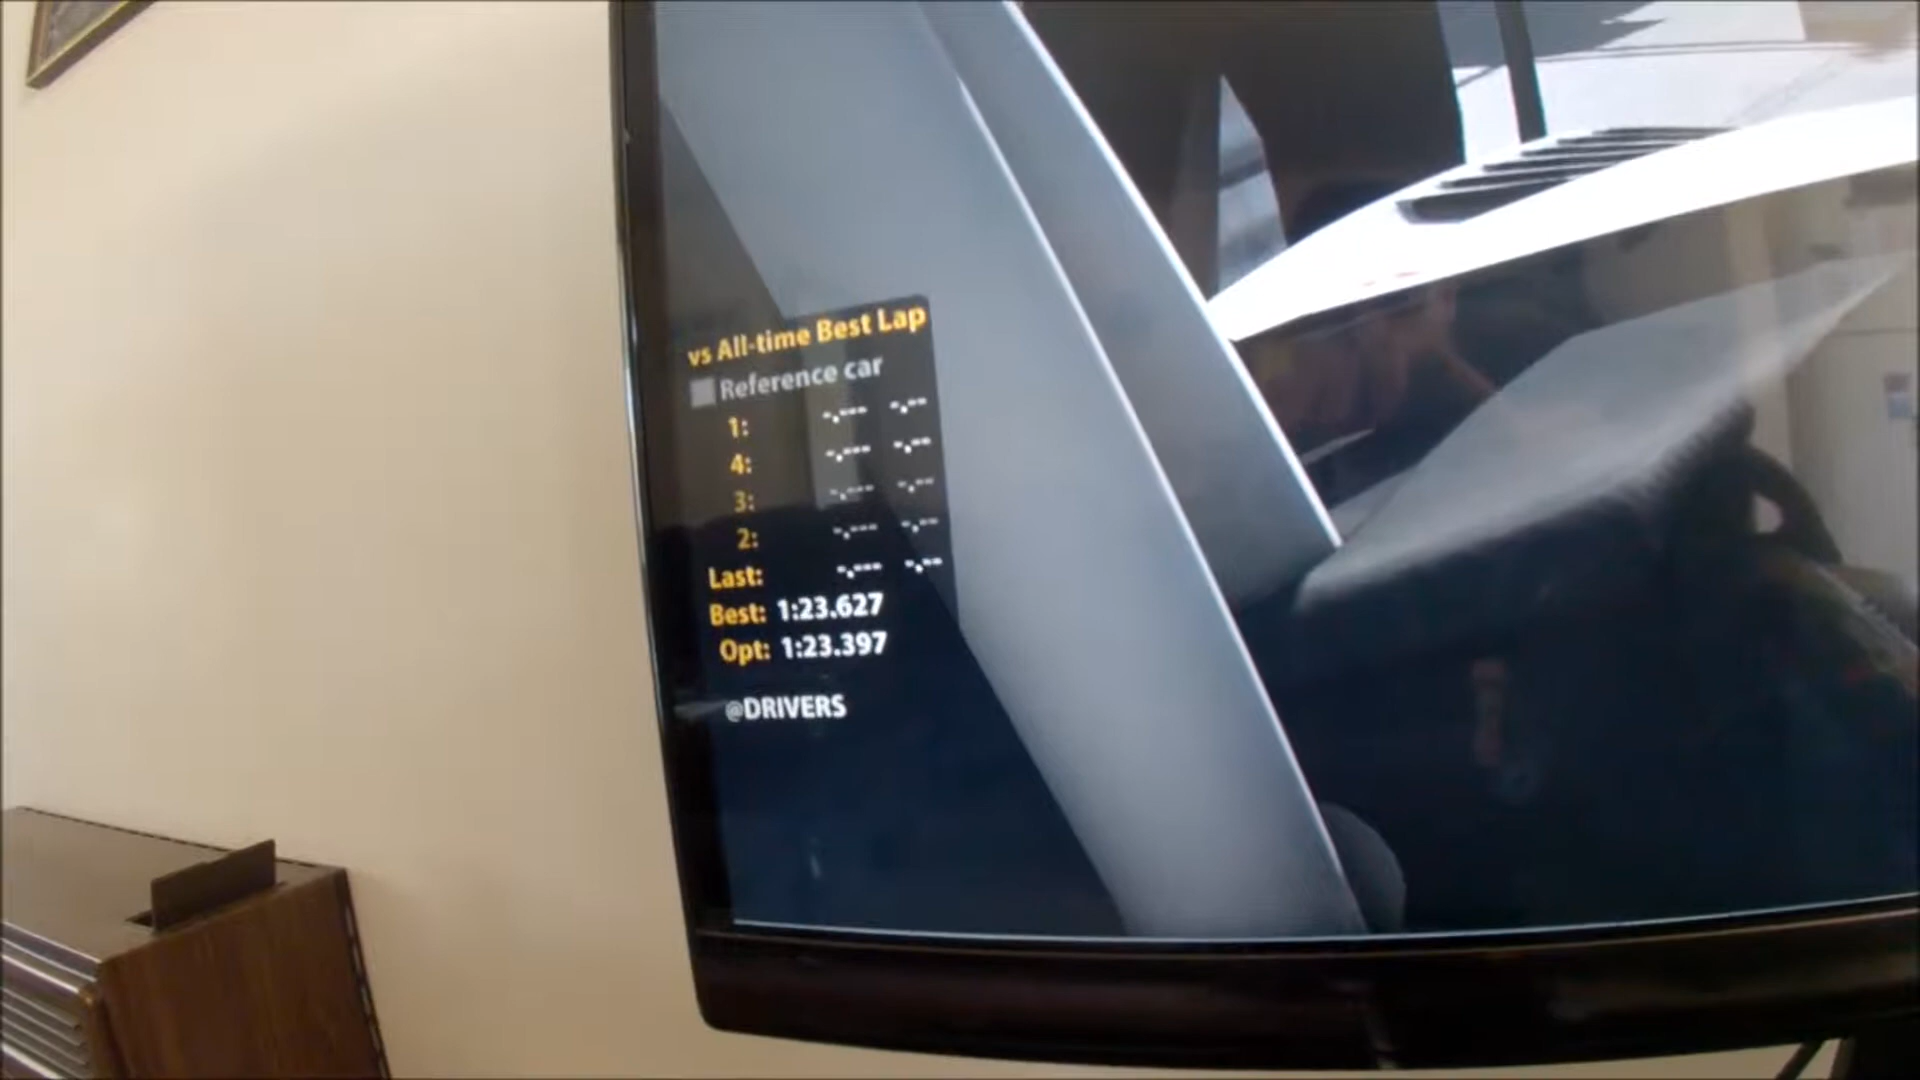 vs All-time Best Lap
Reference car
1: -.--- -.--
4: -.--- -.--
3: -.--- -.--
2: -.--- -.--
Last: -.--- -.--
Best: 1:23.627
Opt: 1:23.397
@DRIVERS